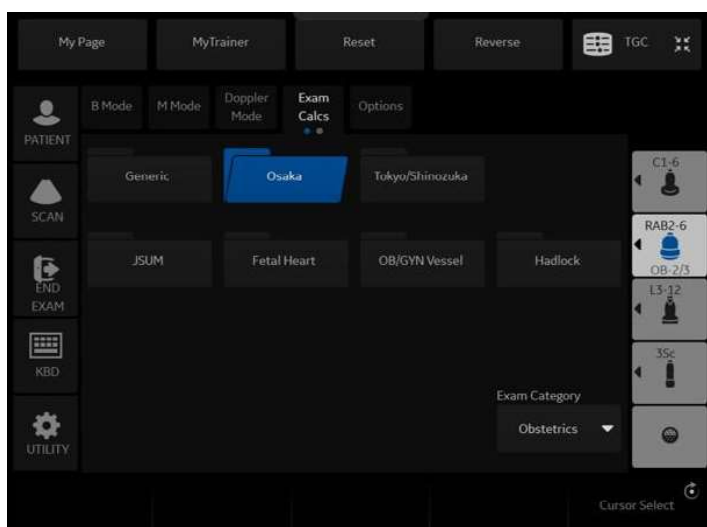 My Page
MyTrainer
Reset
Reverse
TGC
PATIENT
B Mode
M Mode
Doppler
Mode
Exam
Calcs
Options
Generic
Osaka
Tokyo/Shinozuka
C1-6
SCAN
RAB2-6
OB-2/3
JSUM
Fetal Heart
OB/GYN Vessel
Hadlock
END
EXAM
L3-12
KBD
3Sc
Exam Category
Obstetrics
UTILITY
Cursor Select